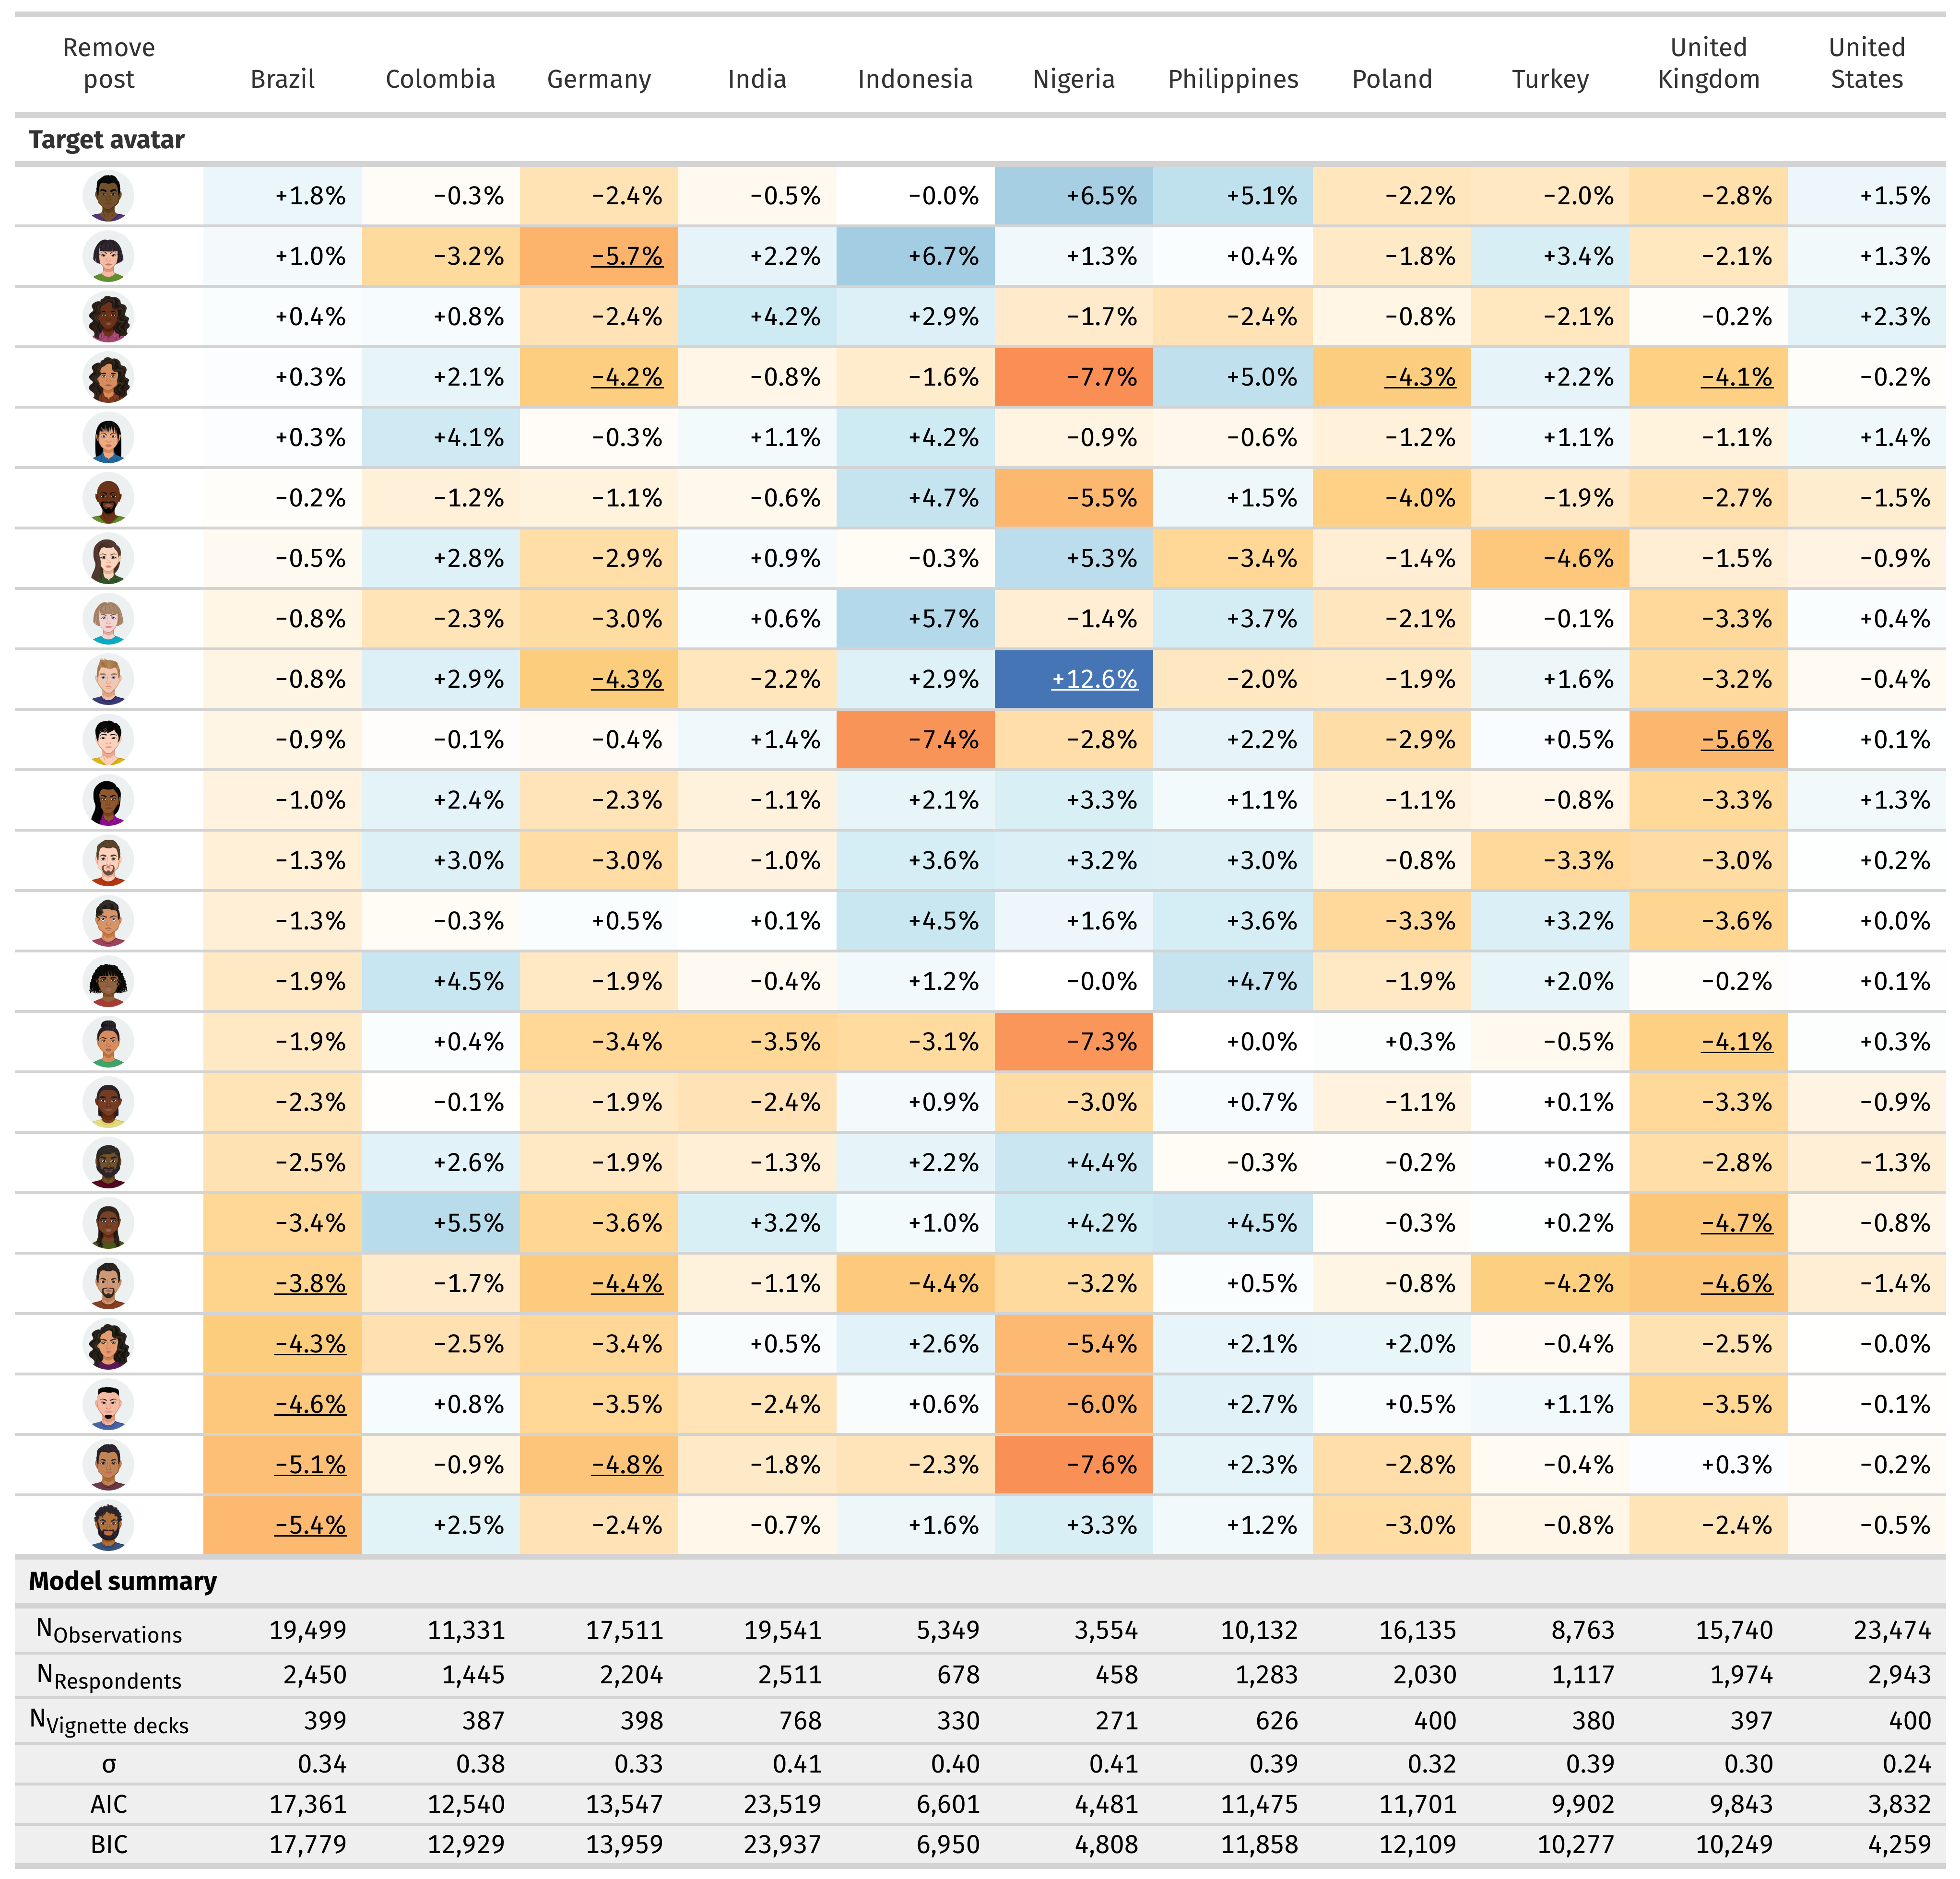 Remove post Brazil Colombia Germany India Indonesia Nigeria Philippines Poland Turkey United Kingdom United States
Target avatar
+1.8% −0.3% −2.4% −0.5% −0.0% +6.5% +5.1% −2.2% −2.0% −2.8% +1.5%
+1.0% −3.2% −5.7% +2.2% +6.7% +1.3% +0.4% −1.8% +3.4% −2.1% +1.3%
+0.4% +0.8% −2.4% +4.2% +2.9% −1.7% −2.4% −0.8% −2.1% −0.2% +2.3%
+0.3% +2.1% −4.2% −0.8% −1.6% −7.7% +5.0% −4.3% +2.2% −4.1% −0.2%
+0.3% +4.1% −0.3% +1.1% +4.2% −0.9% −0.6% −1.2% +1.1% −1.1% +1.4%
−0.2% −1.2% −1.1% −0.6% +4.7% −5.5% +1.5% −4.0% −1.9% −2.7% −1.5%
−0.5% +2.8% −2.9% +0.9% −0.3% +5.3% −3.4% −1.4% −4.6% −1.5% −0.9%
−0.8% −2.3% −3.0% +0.6% +5.7% −1.4% +3.7% −2.1% −0.1% −3.3% +0.4%
−0.8% +2.9% −4.3% −2.2% +2.9% +12.6% −2.0% −1.9% +1.6% −3.2% −0.4%
−0.9% −0.1% −0.4% +1.4% −7.4% −2.8% +2.2% −2.9% +0.5% −5.6% +0.1%
−1.0% +2.4% −2.3% −1.1% +2.1% +3.3% +1.1% −1.1% −0.8% −3.3% +1.3%
−1.3% +3.0% −3.0% −1.0% +3.6% +3.2% +3.0% −0.8% −3.3% −3.0% +0.2%
−1.3% −0.3% +0.5% +0.1% +4.5% +1.6% +3.6% −3.3% +3.2% −3.6% +0.0%
−1.9% +4.5% −1.9% −0.4% +1.2% −0.0% +4.7% −1.9% +2.0% −0.2% +0.1%
−1.9% +0.4% −3.4% −3.5% −3.1% −7.3% +0.0% +0.3% −0.5% −4.1% +0.3%
−2.3% −0.1% −1.9% −2.4% +0.9% −3.0% +0.7% −1.1% +0.1% −3.3% −0.9%
−2.5% +2.6% −1.9% −1.3% +2.2% +4.4% −0.3% −0.2% +0.2% −2.8% −1.3%
−3.4% +5.5% −3.6% +3.2% +1.0% +4.2% +4.5% −0.3% +0.2% −4.7% −0.8%
−3.8% −1.7% −4.4% −1.1% −4.4% −3.2% +0.5% −0.8% −4.2% −4.6% −1.4%
−4.3% −2.5% −3.4% +0.5% +2.6% −5.4% +2.1% +2.0% −0.4% −2.5% −0.0%
−4.6% +0.8% −3.5% −2.4% +0.6% −6.0% +2.7% +0.5% +1.1% −3.5% −0.1%
−5.1% −0.9% −4.8% −1.8% −2.3% −7.6% +2.3% −2.8% −0.4% +0.3% −0.2%
−5.4% +2.5% −2.4% −0.7% +1.6% +3.3% +1.2% −3.0% −0.8% −2.4% −0.5%
Model summary
NObservations 19,499 11,331 17,511 19,541 5,349 3,554 10,132 16,135 8,763 15,740 23,474
NRespondents 2,450 1,445 2,204 2,511 678 458 1,283 2,030 1,117 1,974 2,943
NVignette decks 399 387 398 768 330 271 626 400 380 397 400
σ 0.34 0.38 0.33 0.41 0.40 0.41 0.39 0.32 0.39 0.30 0.24
AIC 17,361 12,540 13,547 23,519 6,601 4,481 11,475 11,701 9,902 9,843 3,832
BIC 17,779 12,929 13,959 23,937 6,950 4,808 11,858 12,109 10,277 10,249 4,259